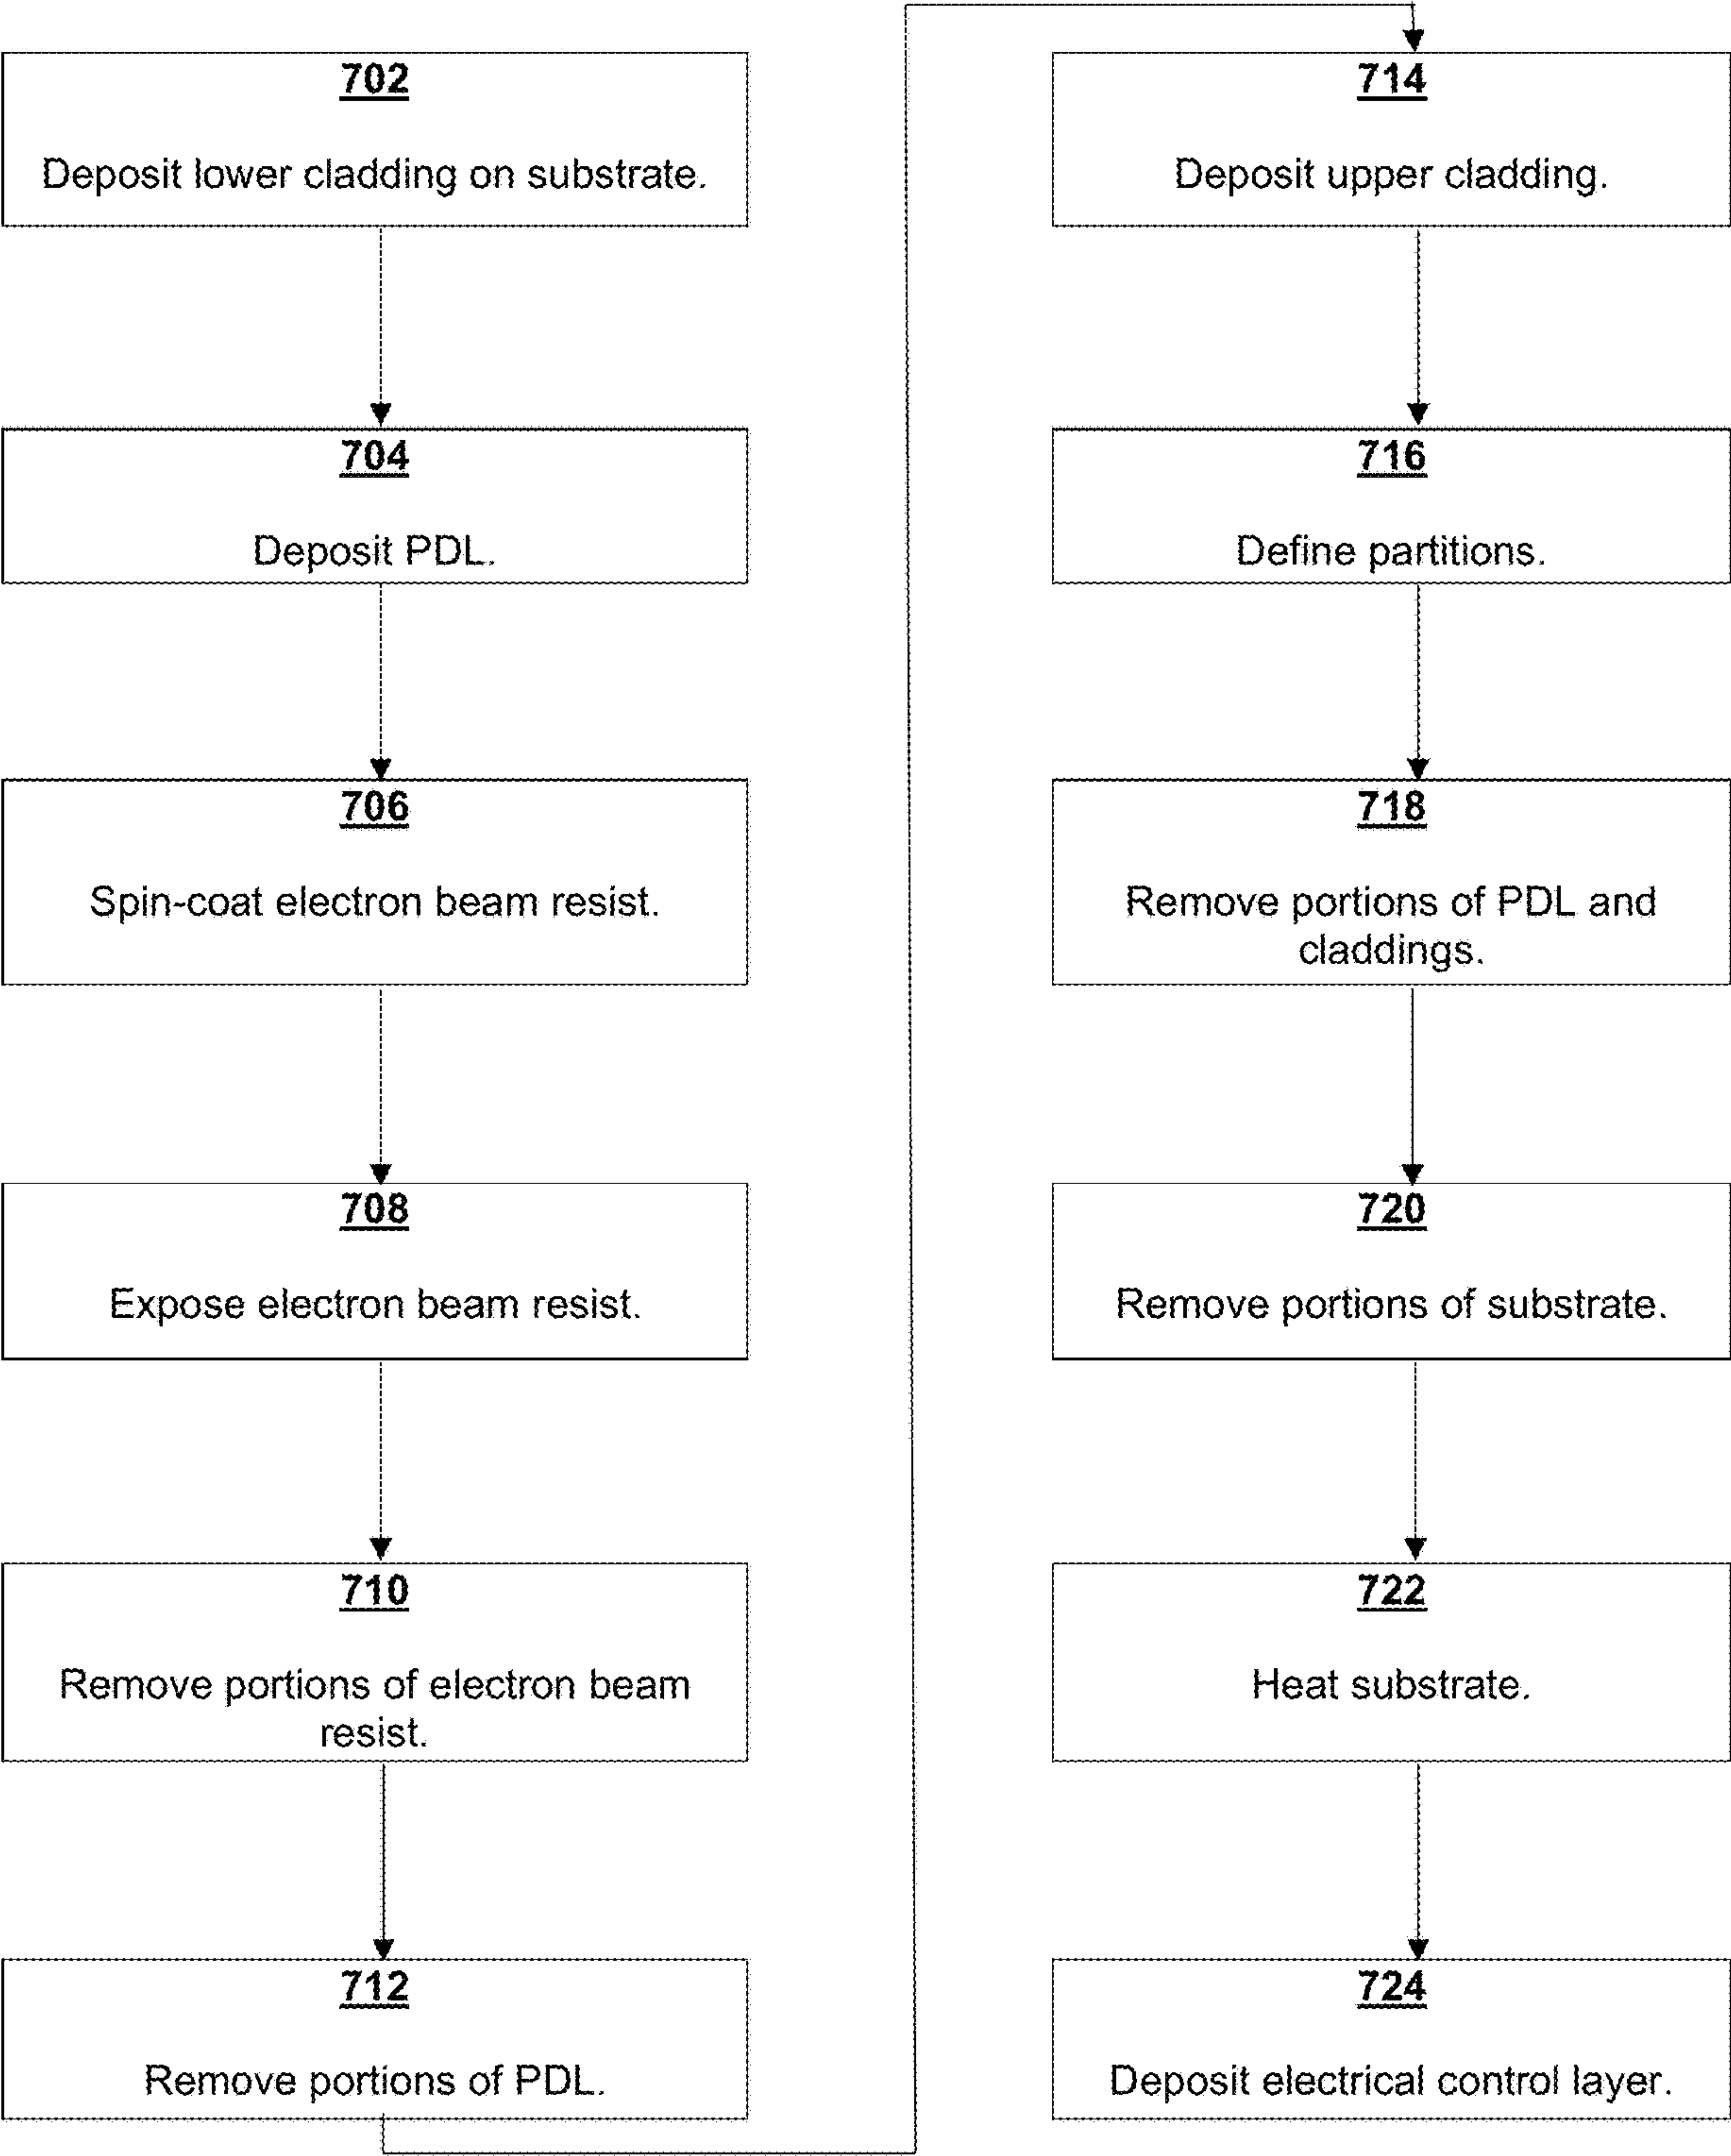 702
Deposit lower cladding on substrate.
704
Deposit PDL.
706
Spin-coat electron beam resist.
708
Expose electron beam resist.
710
Remove portions of electron beam
resist.
712
Remove portions of PDL.
714
Deposit upper cladding.
716
Define partitions.
718
Remove portions of PDL and
claddings.
720
Remove portions of substrate.
722
Heat substrate.
724
Deposit electrical control layer.